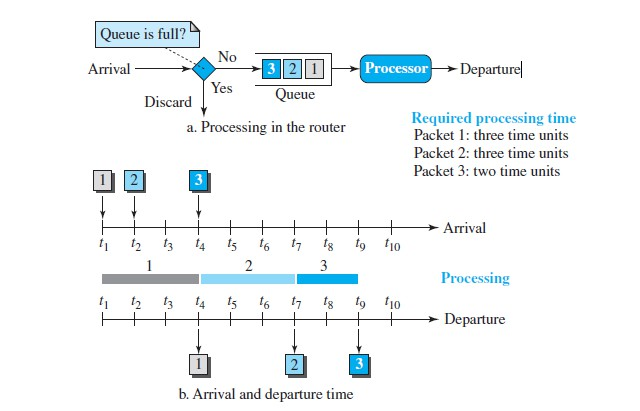 Queue is full?
Arrival
No
Yes
Discard
3 2 1
Queue
Processor
Departure
a. Processing in the router
Required processing time
Packet 1: three time units
Packet 2: three time units
Packet 3: two time units
1 2 3
t1 t2 t3 t4 t5 t6 t7 t8 t9 t10
Arrival
1 2 3
Processing
t1 t2 t3 t4 t5 t6 t7 t8 t9 t10
Departure
1 2 3
b. Arrival and departure time